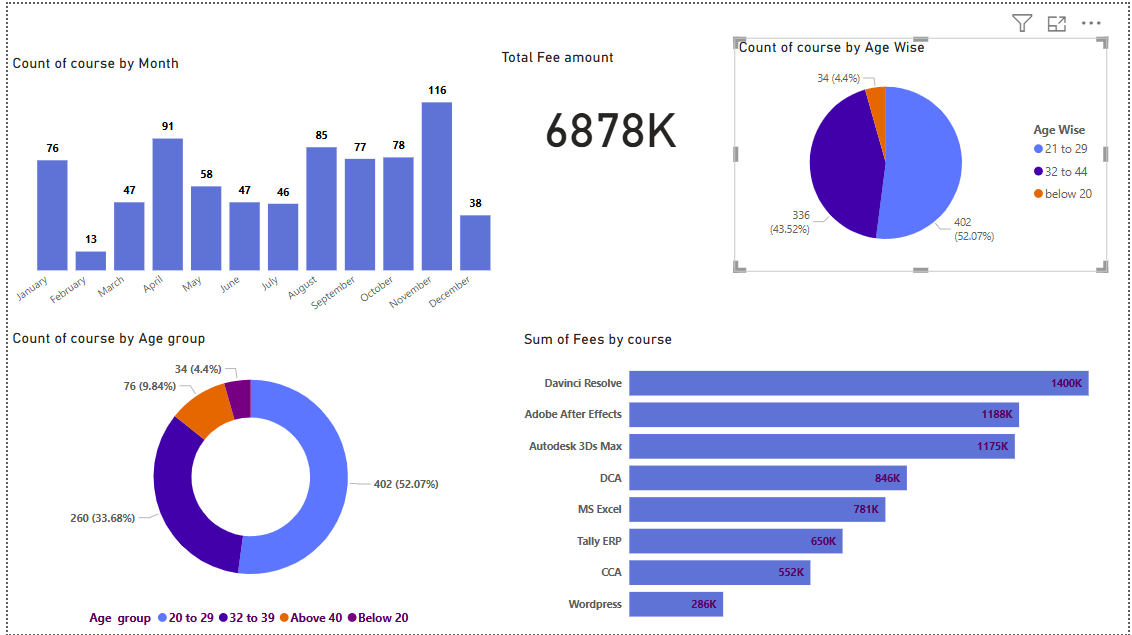 Count of course by Month
116
91
85
76
77
78
58
47
47
46
38
13
January
February
March
April
May
June
July
August
September
October
November
December
Total Fee amount
6878K
Count of course by Age Wise
34 (4.4%)
336
(43.52%)
402
(52.07%)
Age Wise
21 to 29
32 to 44
below 20
Count of course by Age group
34 (4.4%)
76 (9.84%)
402 (52.07%)
260 (33.68%)
Age group 20 to 29 32 to 39 Above 40 Below 20
Sum of Fees by course
Davinci Resolve 1400K
Adobe After Effects 1188K
Autodesk 3Ds Max 1175K
DCA 846K
MS Excel 781K
Tally ERP 650K
CCA 552K
Wordpress 286K